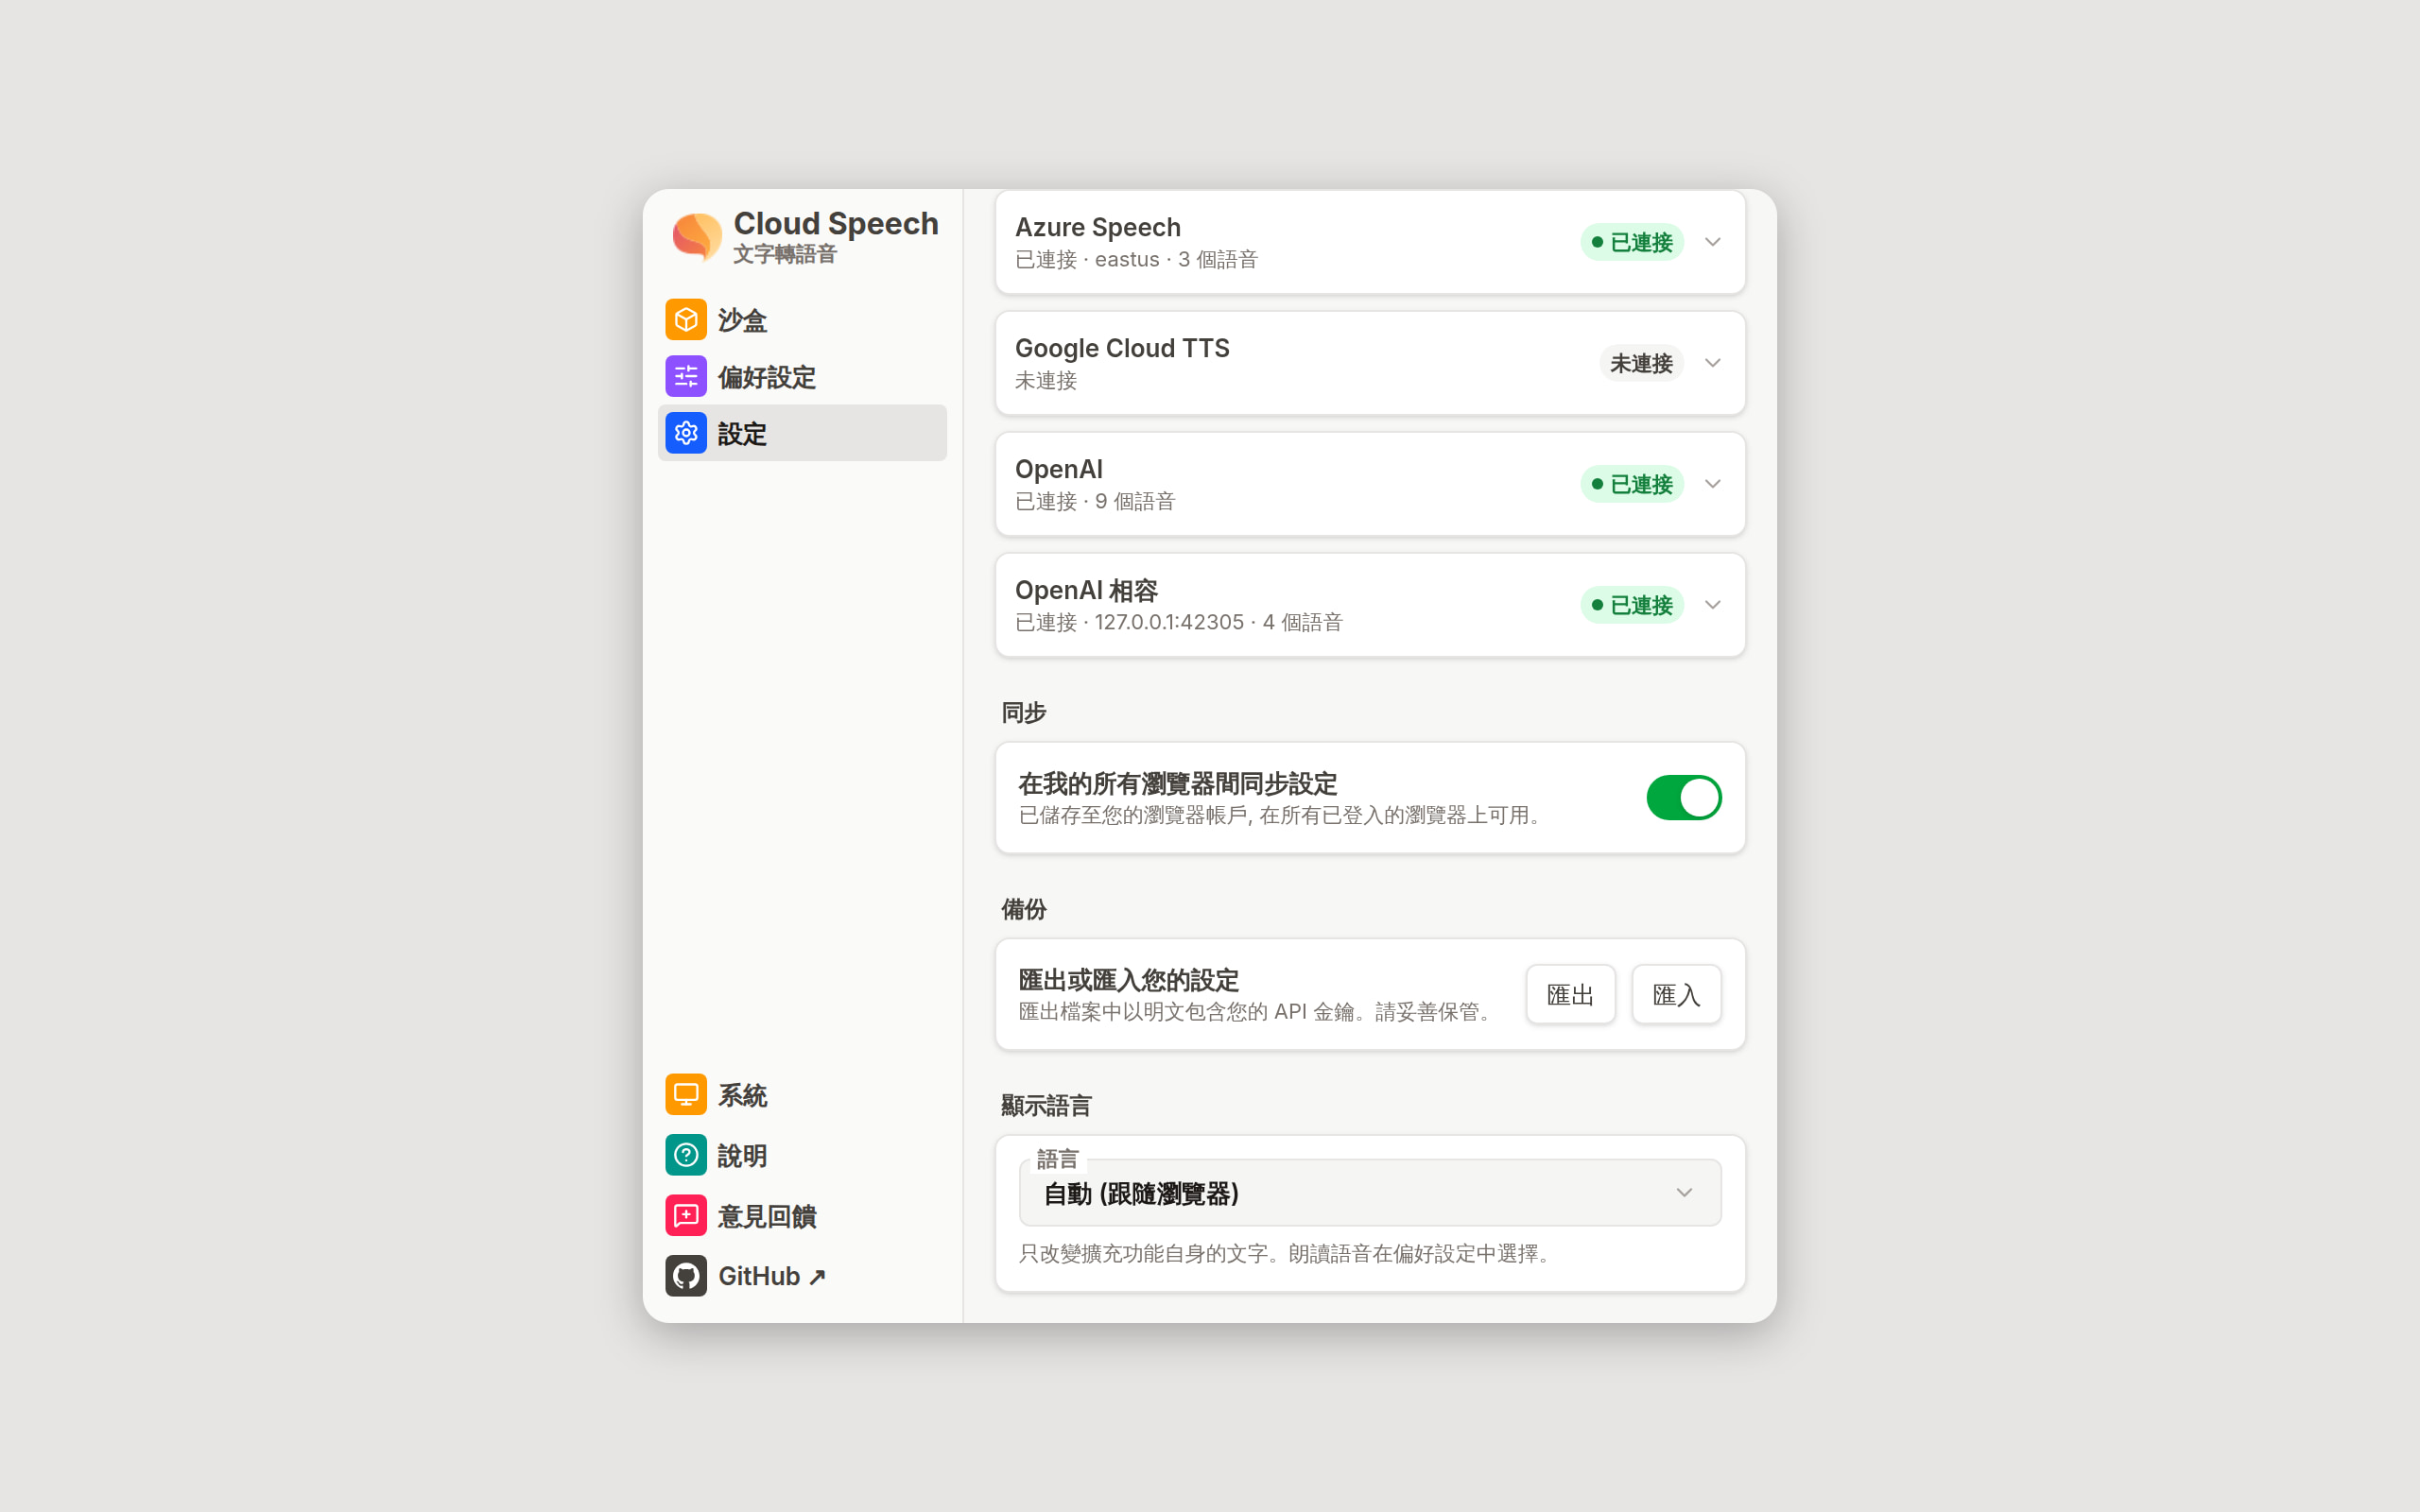 Cloud Speech
文字轉語音
沙盒
偏好設定
設定
系統
說明
意見回饋
GitHub ↗
Azure Speech
已連接 · eastus · 3 個語音
已連接
Google Cloud TTS
未連接
未連接
OpenAI
已連接 · 9 個語音
已連接
OpenAI 相容
已連接 · 127.0.0.1:42305 · 4 個語音
已連接
同步
在我的所有瀏覽器間同步設定
已儲存至您的瀏覽器帳戶, 在所有已登入的瀏覽器上可用。
備份
匯出或匯入您的設定
匯出檔案中以明文包含您的 API 金鑰。請妥善保管。
匯出
匯入
顯示語言
語言
自動 (跟隨瀏覽器)
只改變擴充功能自身的文字。朗讀語音在偏好設定中選擇。